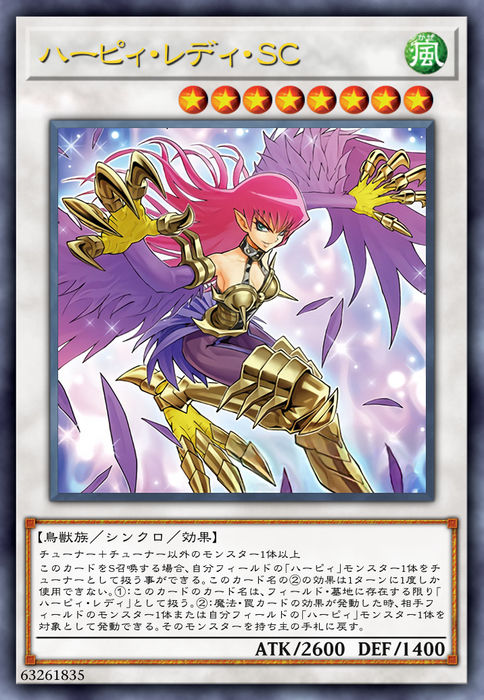 ハーピィ・レディ・SC
風
かぜ
【鳥獣族／シンクロ／効果】
チューナー＋チューナー以外のモンスター1体以上
このカードをS召喚する場合、自分フィールドの「ハーピィ」モンスター1体をチ
ューナーとして扱う事ができる。このカード名の②の効果は1ターンに1度しか
使用できない。①：このカードのカード名は、フィールド・墓地に存在する限り「
ハーピィ・レディ」として扱う。②：魔法・罠カードの効果が発動した時、相手フ
ィールドのモンスター1体または自分フィールドの「ハーピィ」モンスター1体を
対象として発動できる。そのモンスターを持ち主の手札に戻す。
ATK/2600 DEF/1400
63261835